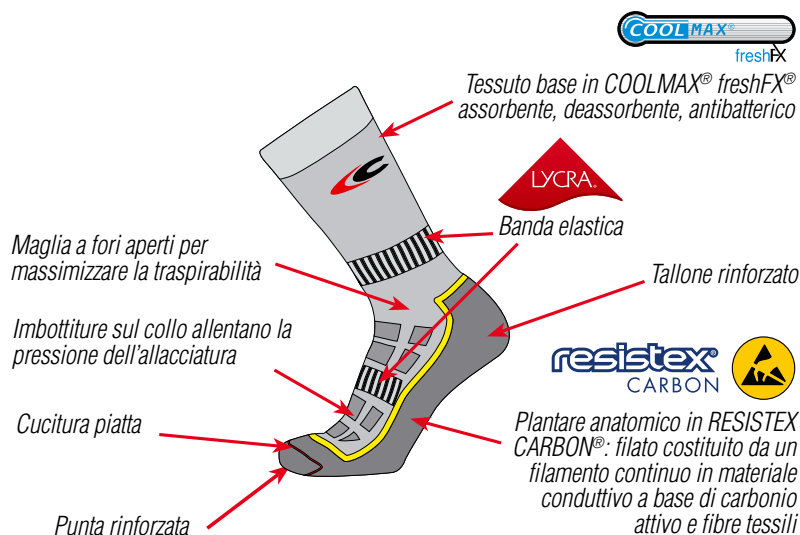 COOLMAX®
freshFX
Tessuto base in COOLMAX® freshFX®
assorbente, deassorbente, antibatterico
LYCRA®
Banda elastica
Maglia a fori aperti per
massimizzare la traspirabilità
Tallone rinforzato
Imbottiture sul collo allentano la
pressione dell'allacciatura
resistex®
CARBON
Cucitura piatta
Plantare anatomico in RESISTEX
CARBON®: filato costituito da un
filamento continuo in materiale
conduttivo a base di carbonio
attivo e fibre tessili
Punta rinforzata